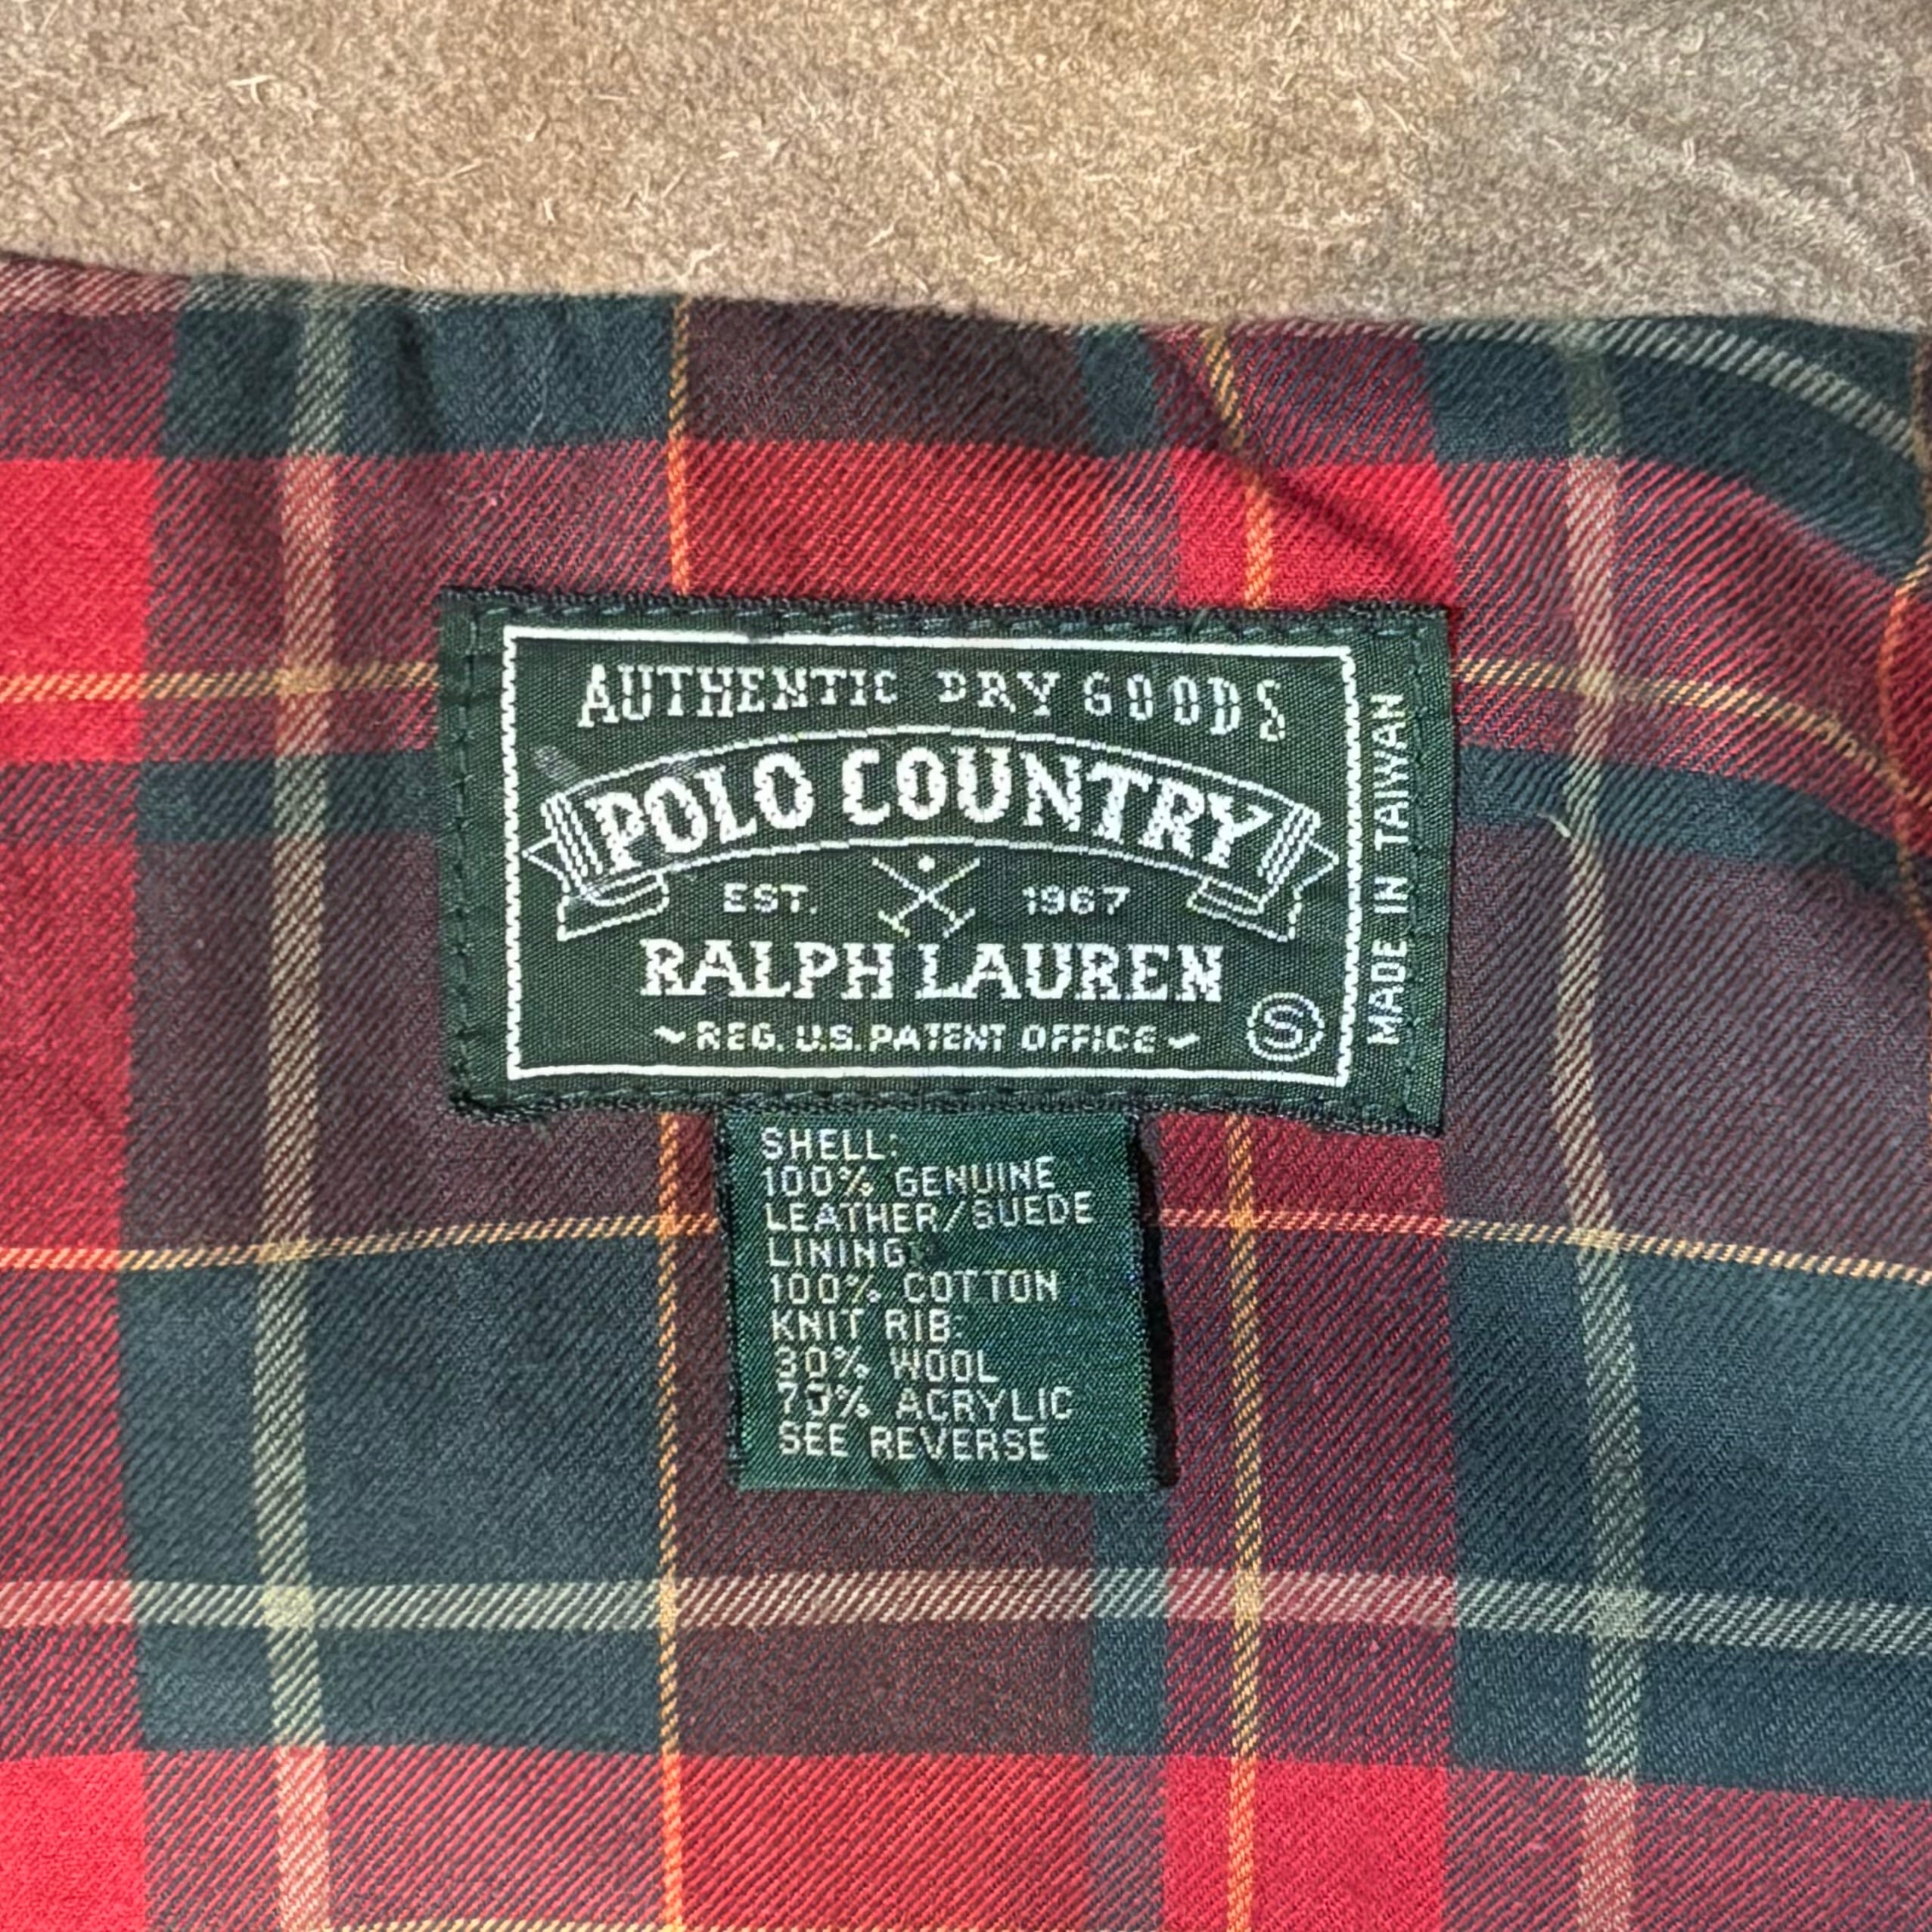 AUTHENTIC DRY GOODS
POLO COUNTRY
EST. 1967
RALPH LAUREN
~REG. U.S. PATENT OFFICE~
S
MADE IN TAIWAN
SHELL:
100% GENUINE
LEATHER/SUEDE
LINING:
100% COTTON
KNIT RIB:
30% WOOL
70% ACRYLIC
SEE REVERSE